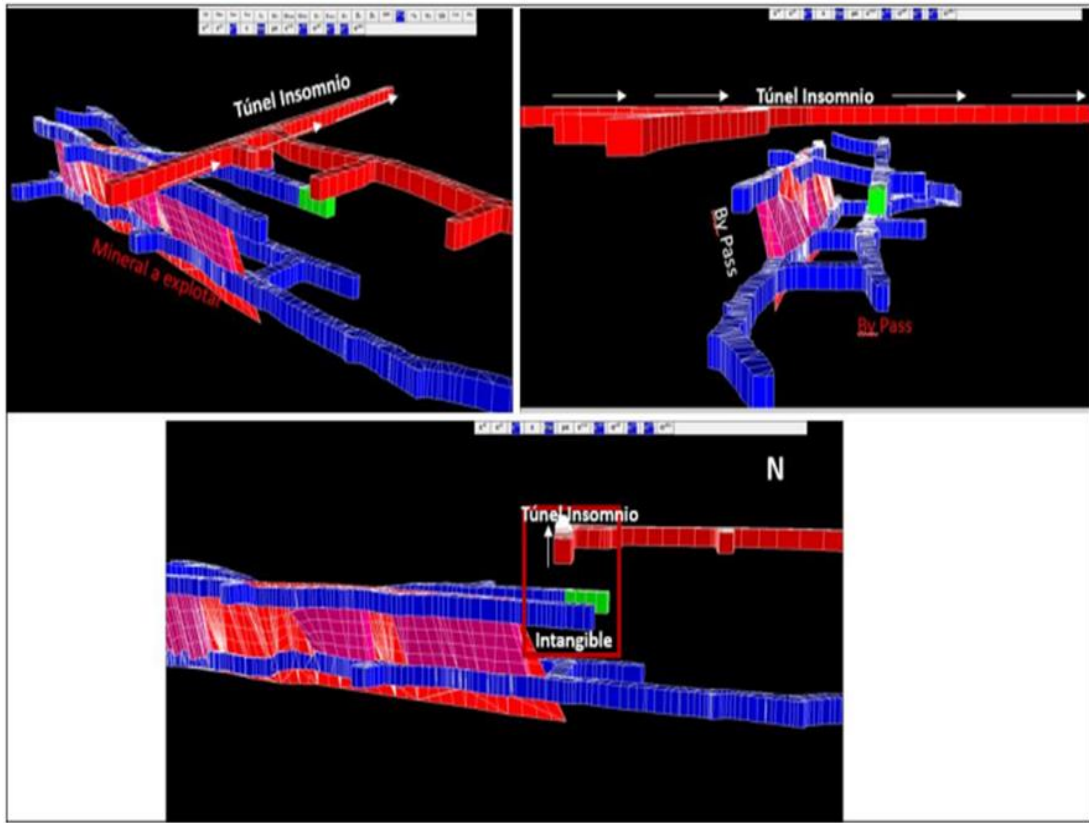 Túnel Insomnio
Mineral a explotar
Túnel Insomnio
By Pass
By Pass
N
Túnel Insomnio
Intangible